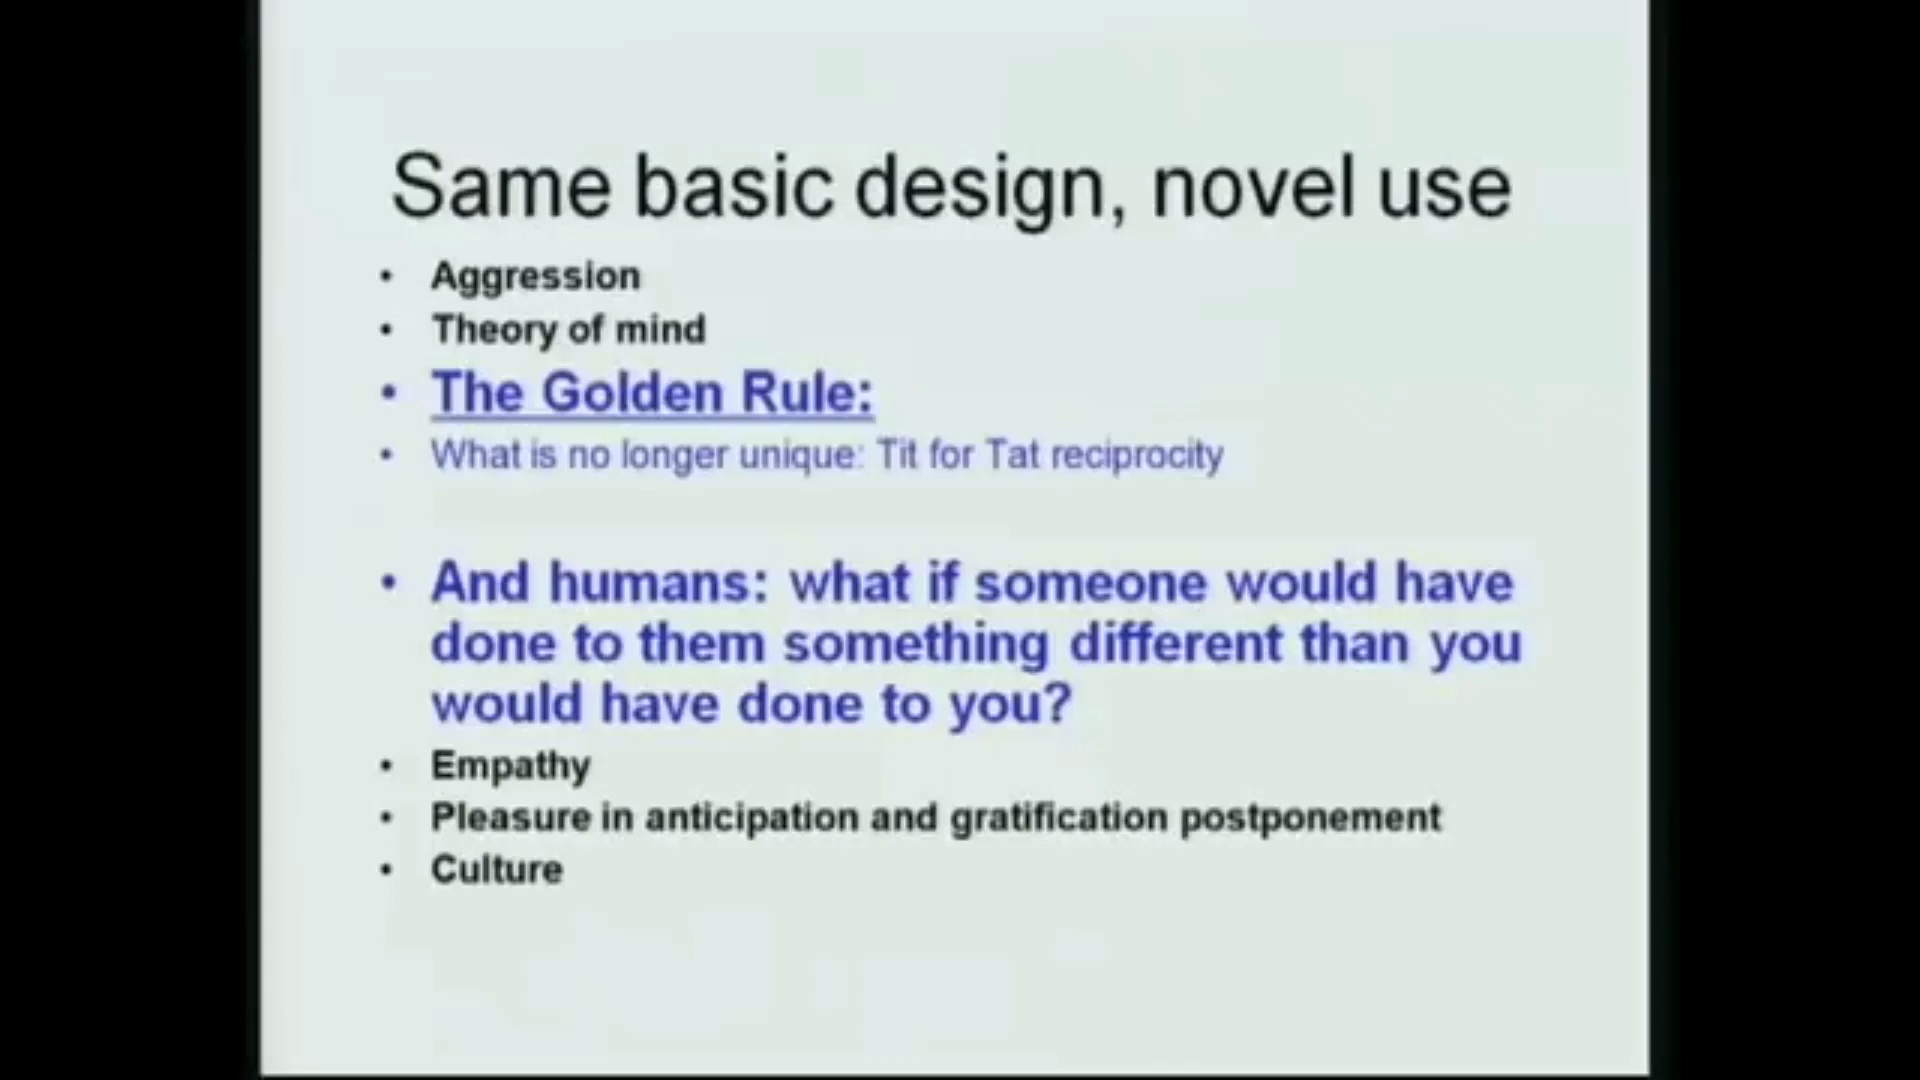 Same basic design, novel use
• Aggression
• Theory of mind
• The Golden Rule:
• What is no longer unique: Tit for Tat reciprocity
• And humans: what if someone would have
done to them something different than you
would have done to you?
• Empathy
• Pleasure in anticipation and gratification postponement
• Culture